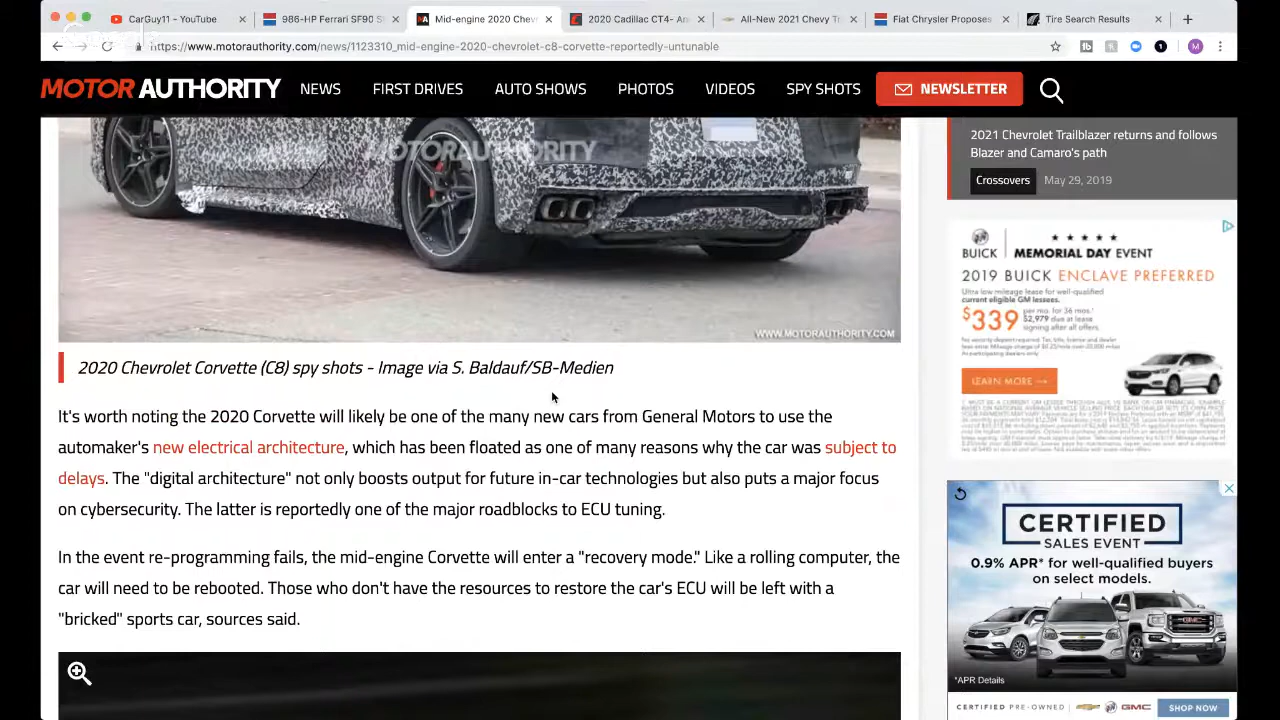 CarGuy11 - YouTube
986-HP Ferrari SF90 S
Mid-engine 2020 Chev
2020 Cadillac CT4- An
All-New 2021 Chevy Tr
Fiat Chrysler Proposes
Tire Search Results
https://www.motorauthority.com/news/1123310_mid-engine-2020-chevrolet-c8-corvette-reportedly-untunable
MOTOR AUTHORITY NEWS FIRST DRIVES AUTO SHOWS PHOTOS VIDEOS SPY SHOTS NEWSLETTER
WWW.MOTORAUTHORITY.COM
2020 Chevrolet Corvette (C8) spy shots - Image via S. Baldauf/SB-Medien
It's worth noting the 2020 Corvette will likely be one of the many new cars from General Motors to use the
automaker's new electrical architecture, which has been fingered as one of many reasons why the car was subject to
delays. The "digital architecture" not only boosts output for future in-car technologies but also puts a major focus
on cybersecurity. The latter is reportedly one of the major roadblocks to ECU tuning.
In the event re-programming fails, the mid-engine Corvette will enter a "recovery mode." Like a rolling computer, the
car will need to be rebooted. Those who don't have the resources to restore the car's ECU will be left with a
"bricked" sports car, sources said.
2021 Chevrolet Trailblazer returns and follows
Blazer and Camaro's path
Crossovers May 29, 2019
BUICK MEMORIAL DAY EVENT
2019 BUICK ENCLAVE PREFERRED
Ultra low mileage lease for well-qualified
current eligible GM lessees.
$339 per mo. for 36 mos.
$2,979 due at lease
signing after all offers.
LEARN MORE
CERTIFIED
SALES EVENT
0.9% APR* for well-qualified buyers
on select models.
*APR Details
CERTIFIED PRE-OWNED GMC SHOP NOW